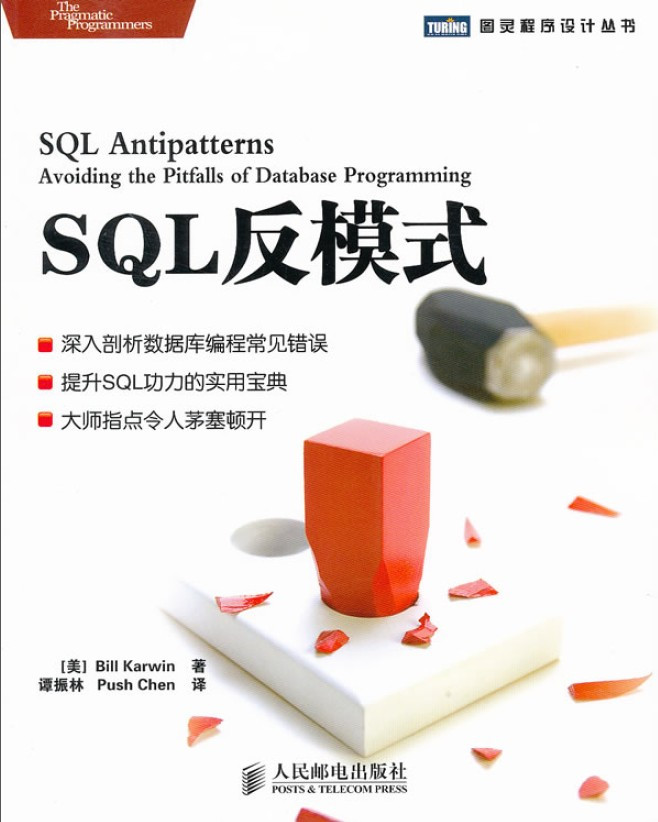 The
Pragmatic
Programmers
TURING 图灵程序设计丛书
SQL Antipatterns
Avoiding the Pitfalls of Database Programming
SQL反模式
深入剖析数据库编程常见错误
提升SQL功力的实用宝典
大师指点令人茅塞顿开
[美] Bill Karwin 著
谭振林 Push Chen 译
人民邮电出版社
POSTS & TELECOM PRESS